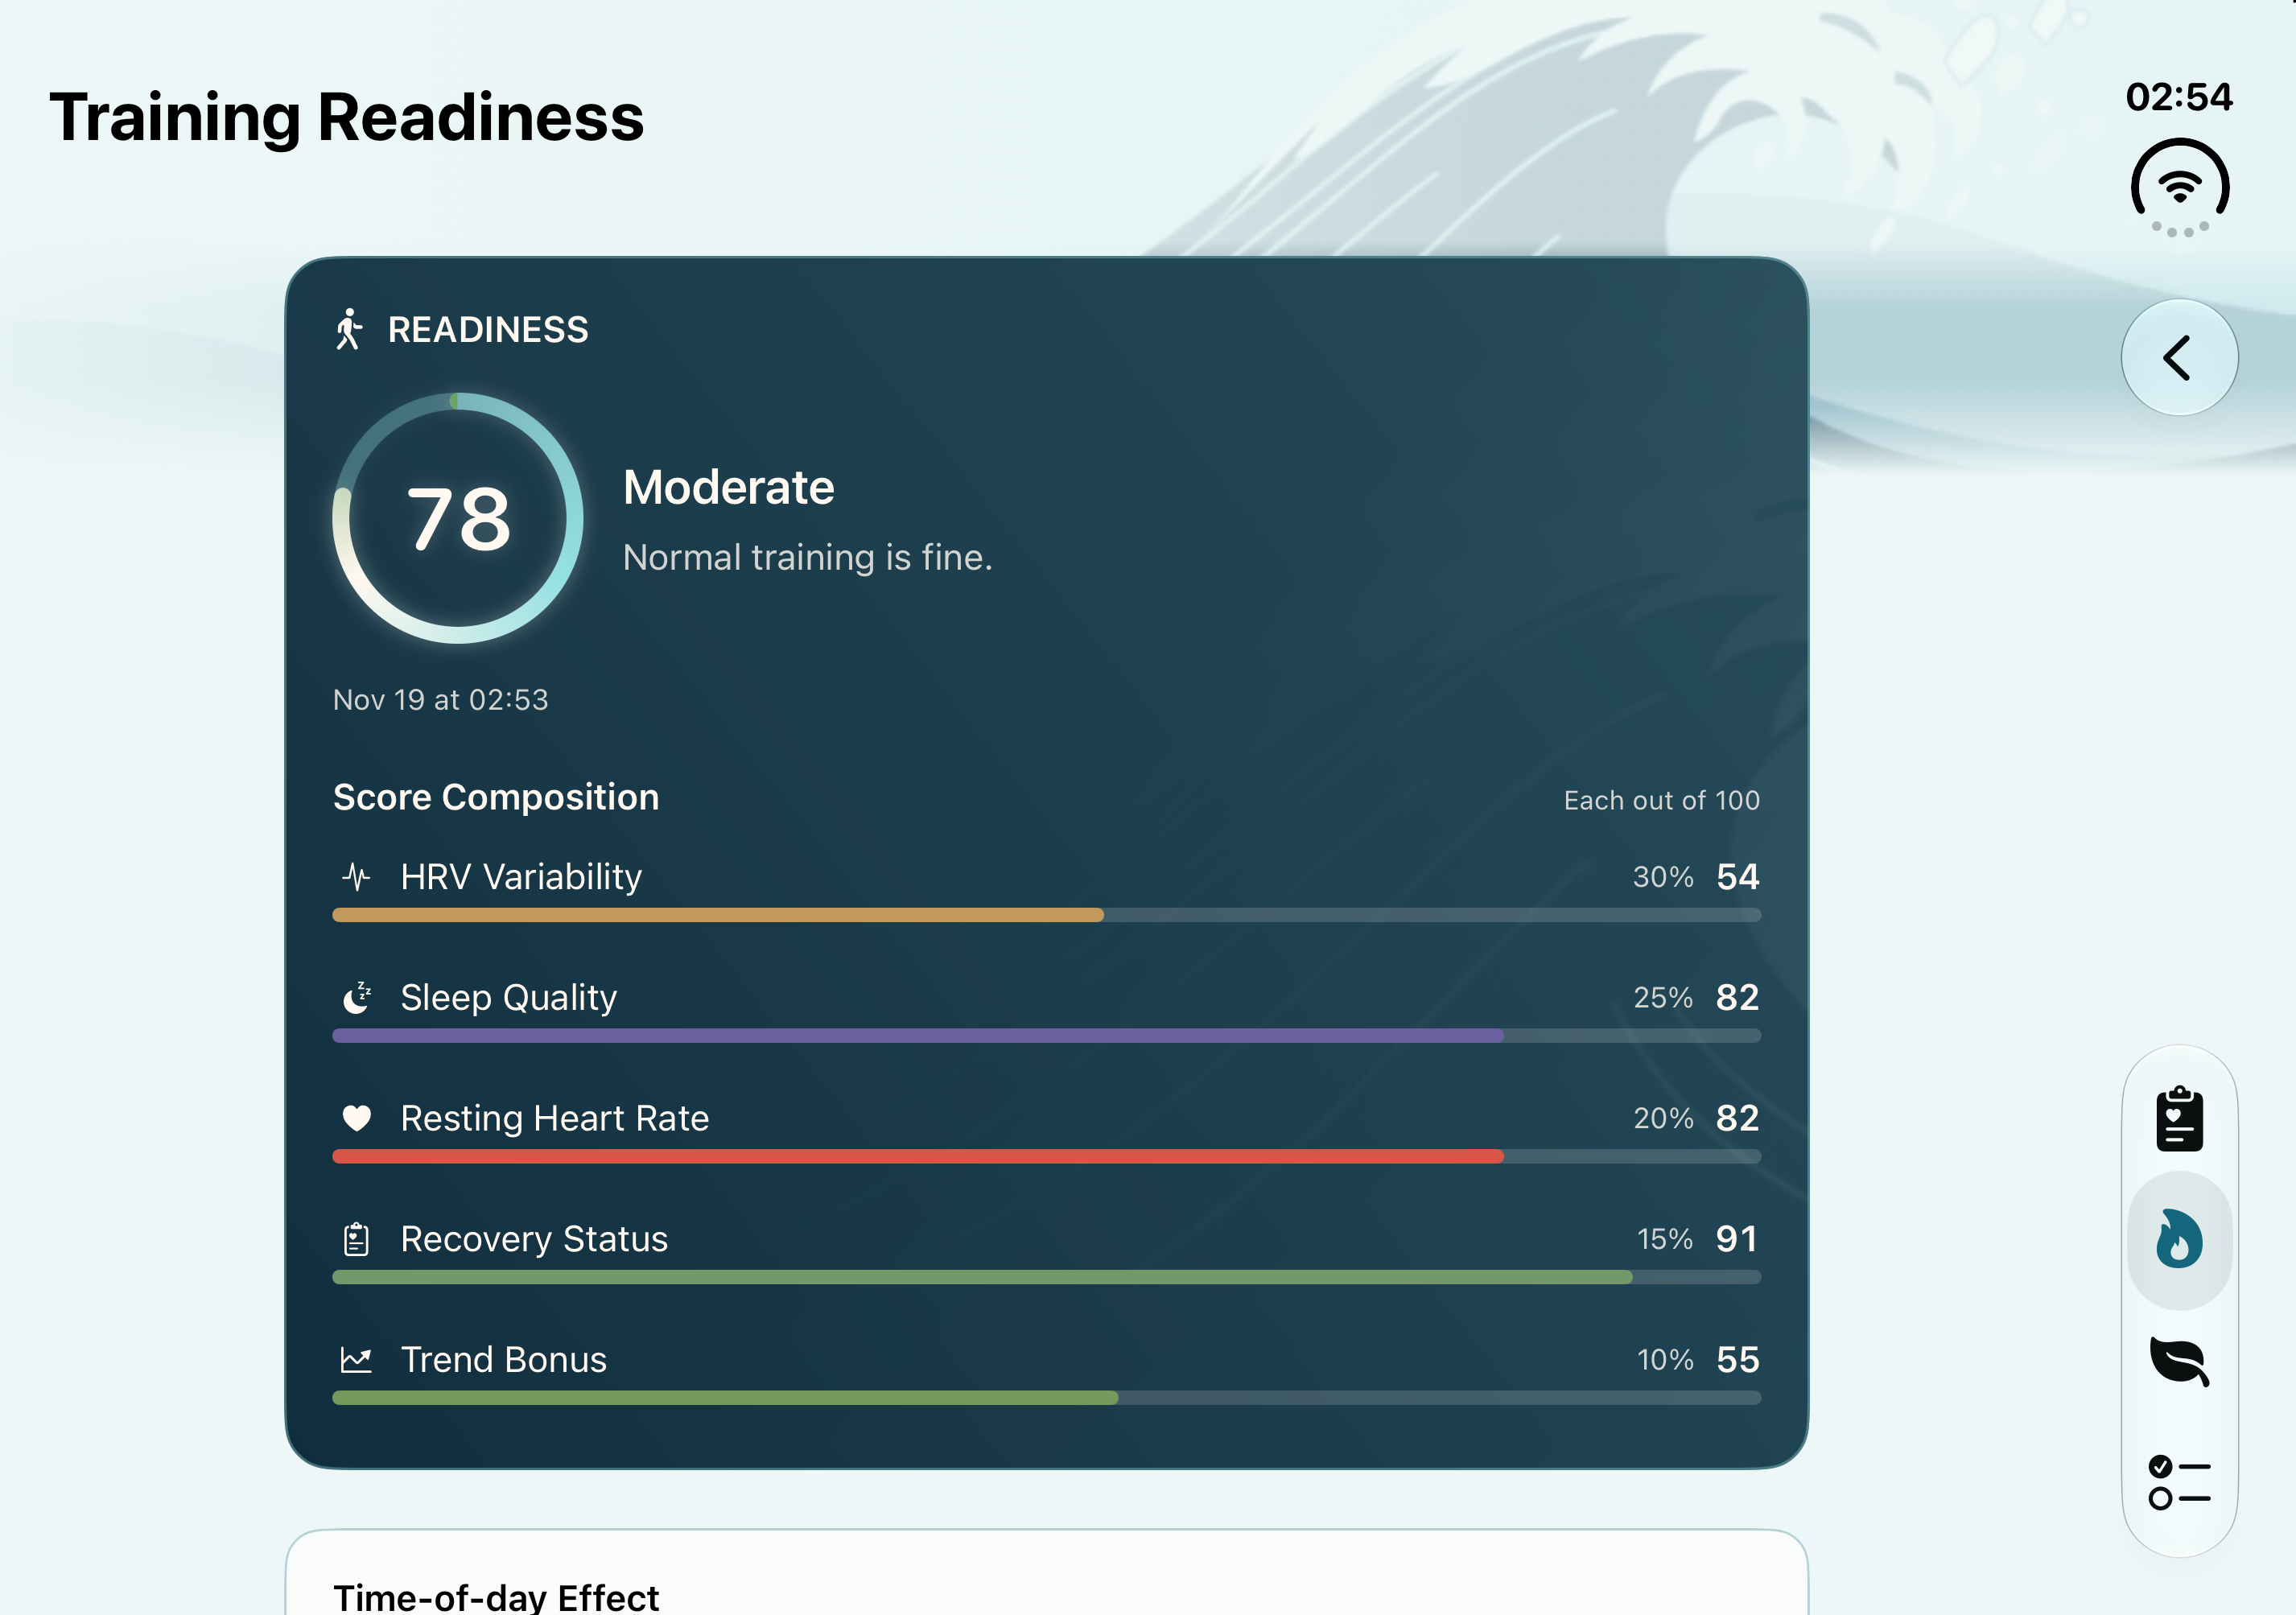 Training Readiness
02:54
READINESS
78
Moderate
Normal training is fine.
Nov 19 at 02:53
Score Composition
Each out of 100
HRV Variability 30% 54
Sleep Quality 25% 82
Resting Heart Rate 20% 82
Recovery Status 15% 91
Trend Bonus 10% 55
Time-of-day Effect